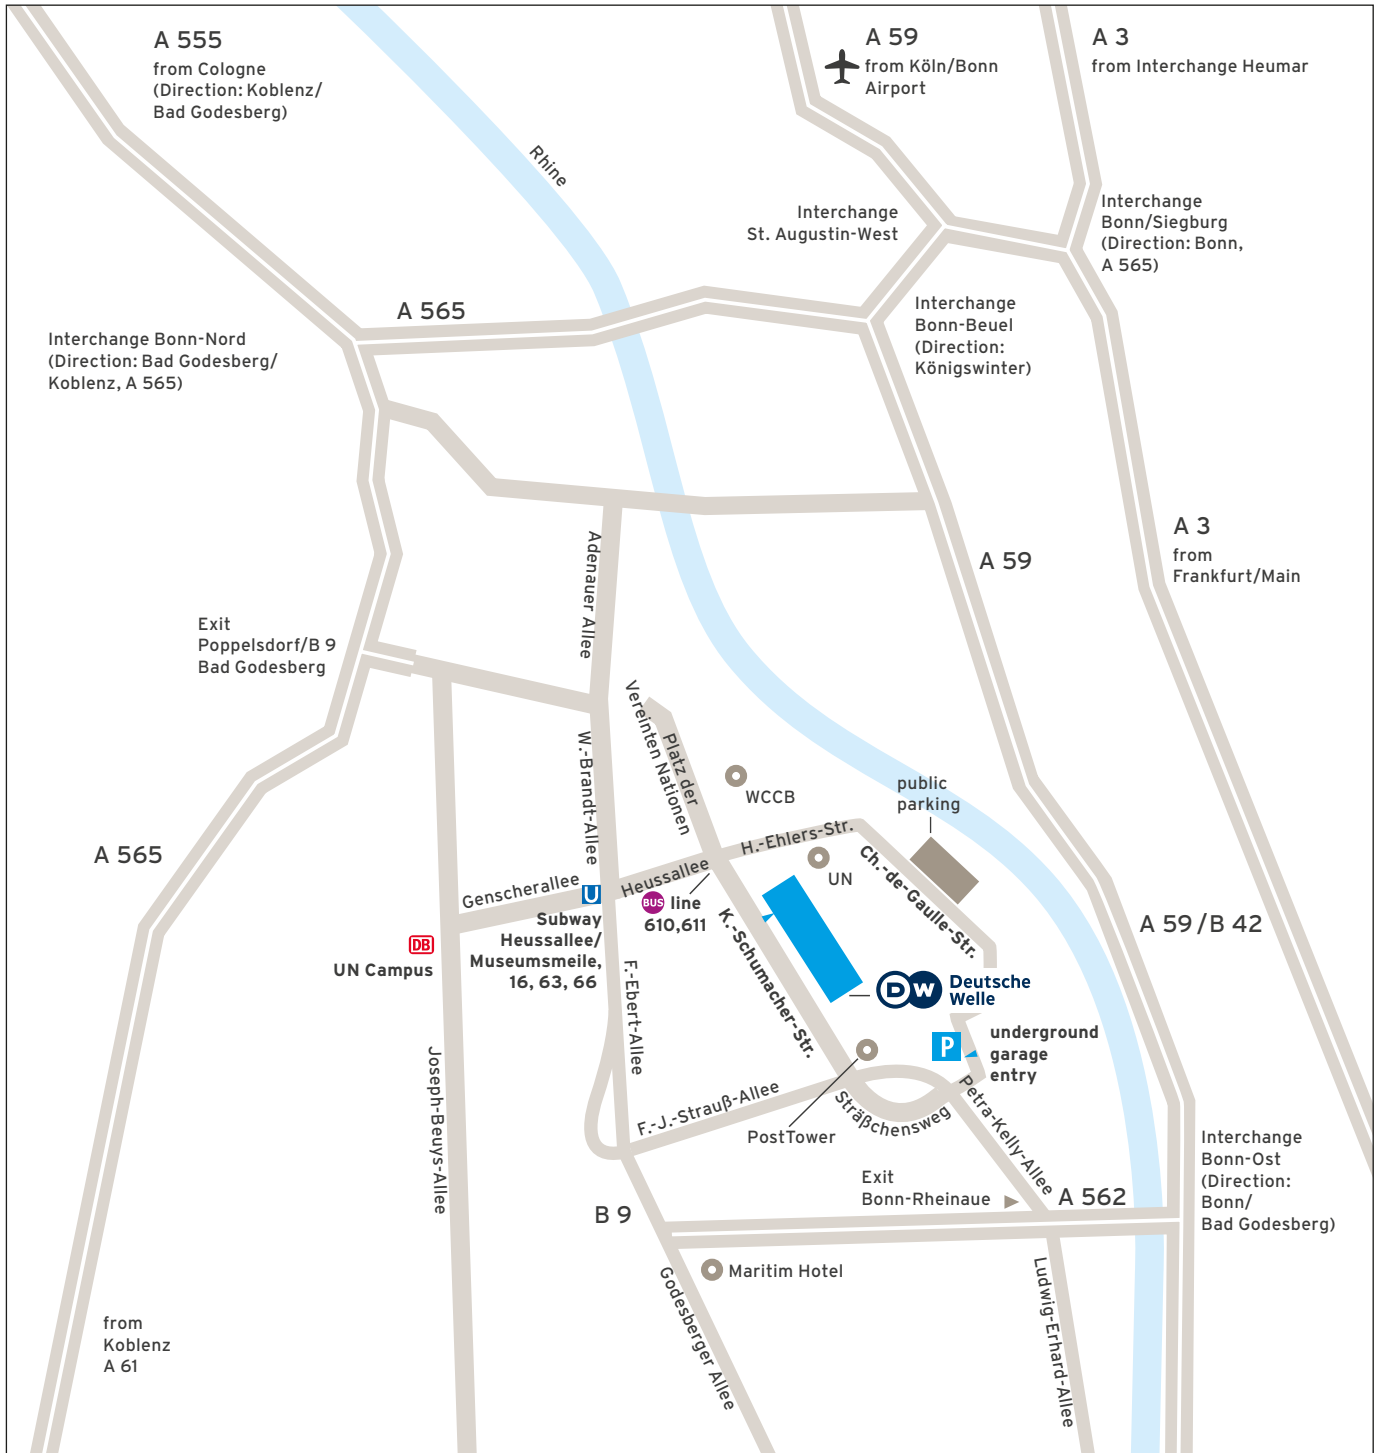 A 555
from Cologne
(Direction: Koblenz/
Bad Godesberg)
A 59
from Köln/Bonn
Airport
A 3
from Interchange Heumar
Rhine
Interchange
St. Augustin-West
Interchange
Bonn/Siegburg
(Direction: Bonn,
A 565)
A 565
Interchange Bonn-Nord
(Direction: Bad Godesberg/
Koblenz, A 565)
Interchange
Bonn-Beuel
(Direction:
Königswinter)
A 3
from
Frankfurt/Main
A 59
Adenauer Allee
Exit
Poppelsdorf/B 9
Bad Godesberg
W.-Brandt-Allee
Platz der
Vereinten Nationen
WCCB
public
parking
H.-Ehlers-Str.
UN
Ch.-de-Gaulle-Str.
A 565
Genscherallee
Heussallee
U
BUS line
610,611
Subway
Heussallee/
Museumsmeile,
16, 63, 66
DB
UN Campus
K.-Schumacher-Str.
A 59/B 42
DW
Deutsche
Welle
F.-Ebert-Allee
P
underground
garage
entry
Joseph-Beuys-Allee
F.-J.-Strauß-Allee
PostTower
Sträßchensweg
Petra-Kelly-Allee
Interchange
Bonn-Ost
(Direction:
Bonn/
Bad Godesberg)
Exit
Bonn-Rheinaue
A 562
B 9
Maritim Hotel
Godesberger Allee
Ludwig-Erhard-Allee
from
Koblenz
A 61